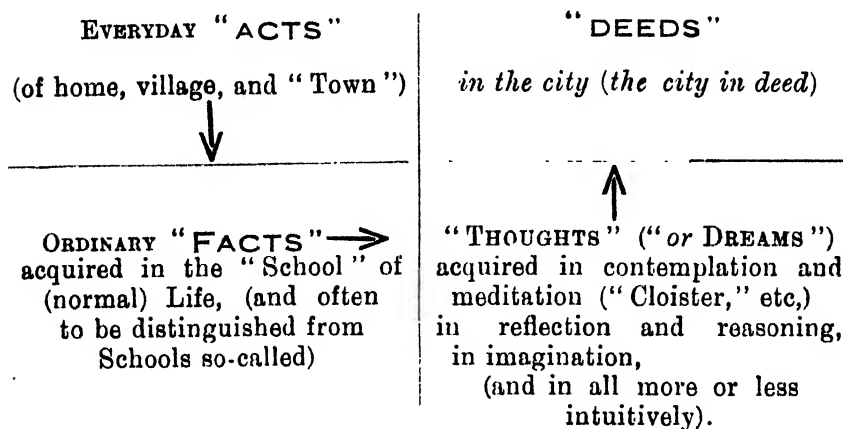 EVERYDAY "ACTS"
(of home, village, and "Town")
"DEEDS"
in the city (the city in deed)
ORDINARY "FACTS"
acquired in the "School" of
(normal) Life, (and often
to be distinguished from
Schools so-called)
"THOUGHTS" ("or DREAMS")
acquired in contemplation and
meditation ("Cloister," etc,)
in reflection and reasoning,
in imagination,
(and in all more or less
intuitively).